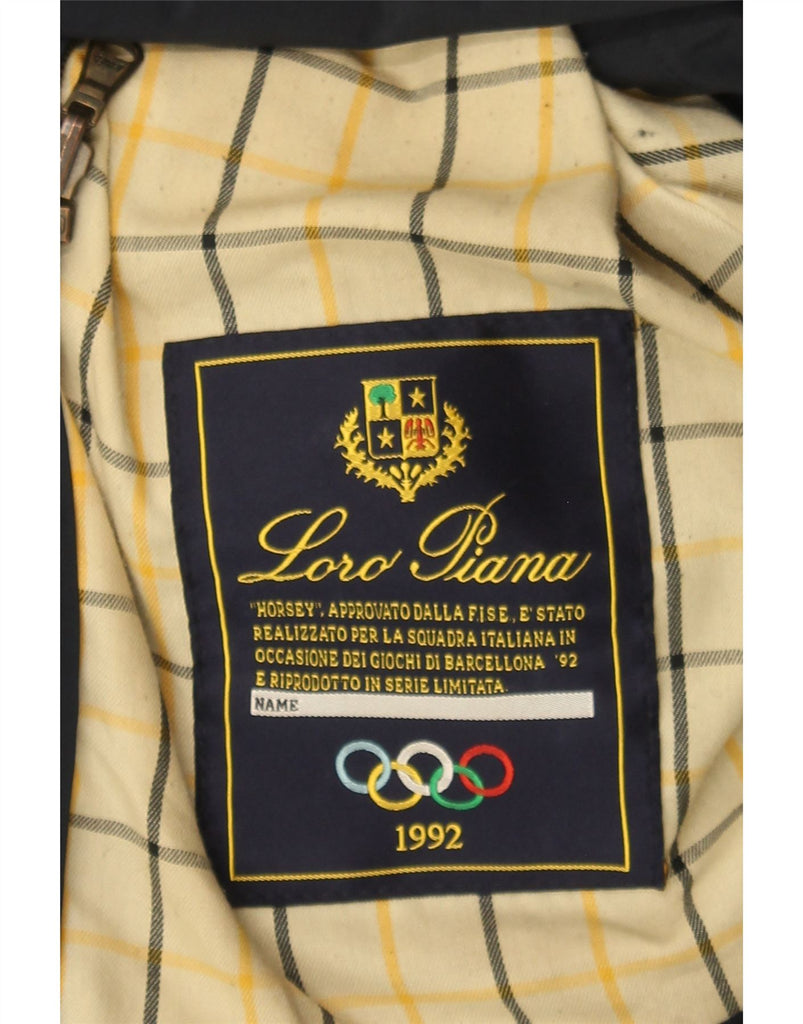 Loro Piana
"HORSEY", APPROVATO DALLA F.I.S.E., E' STATO
REALIZZATO PER LA SQUADRA ITALIANA IN
OCCASIONE DEI GIOCHI DI BARCELLONA '92
E RIPRODOTTO IN SERIE LIMITATA.
NAME
1992